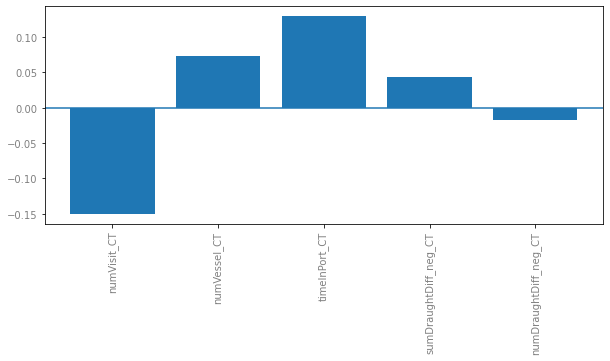 0.10
0.05
0.00
−0.05
−0.10
−0.15
numVisit_CT
numVessel_CT
timeInPort_CT
sumDraughtDiff_neg_CT
numDraughtDiff_neg_CT